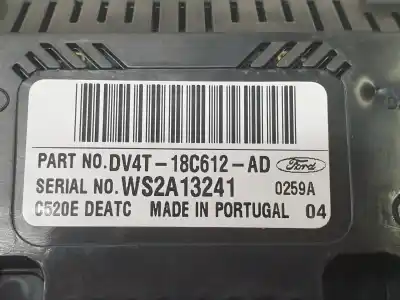 PART NO.DV4T-18C612-AD Ford
SERIAL NO.WS2A13241 0259A
C520E DEATC MADE IN PORTUGAL 04